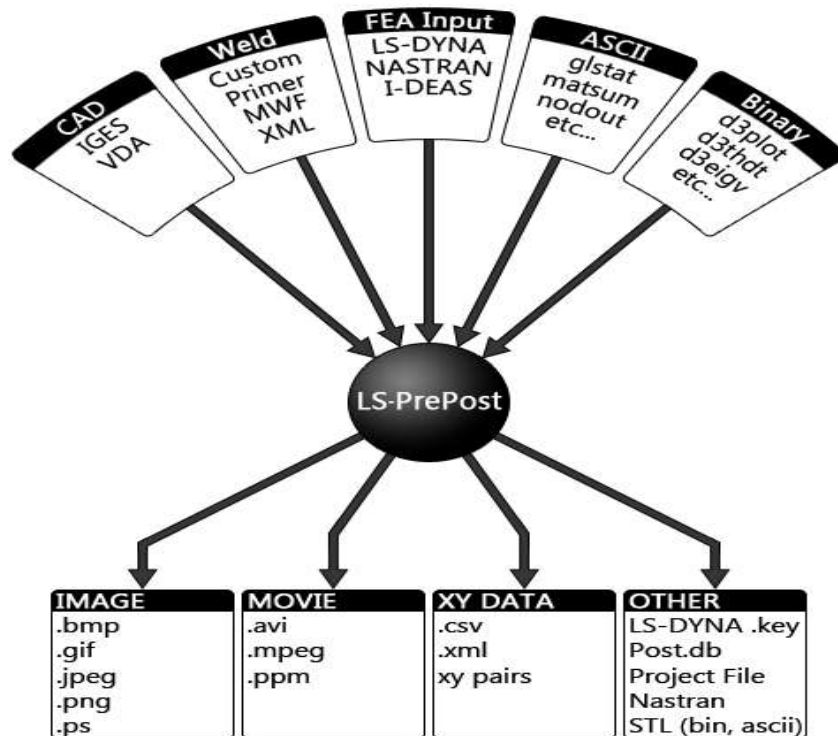 CAD
IGES
VDA
Weld
Custom
Primer
MWF
XML
FEA Input
LS-DYNA
NASTRAN
I-DEAS
ASCII
glstat
matsum
nodout
etc...
Binary
d3plot
d3thdt
d3eigv
etc...
LS-PrePost
IMAGE
.bmp
.gif
.jpeg
.png
.ps
MOVIE
.avi
.mpeg
.ppm
XY DATA
.csv
.xml
xy pairs
OTHER
LS-DYNA .key
Post.db
Project File
Nastran
STL (bin, ascii)